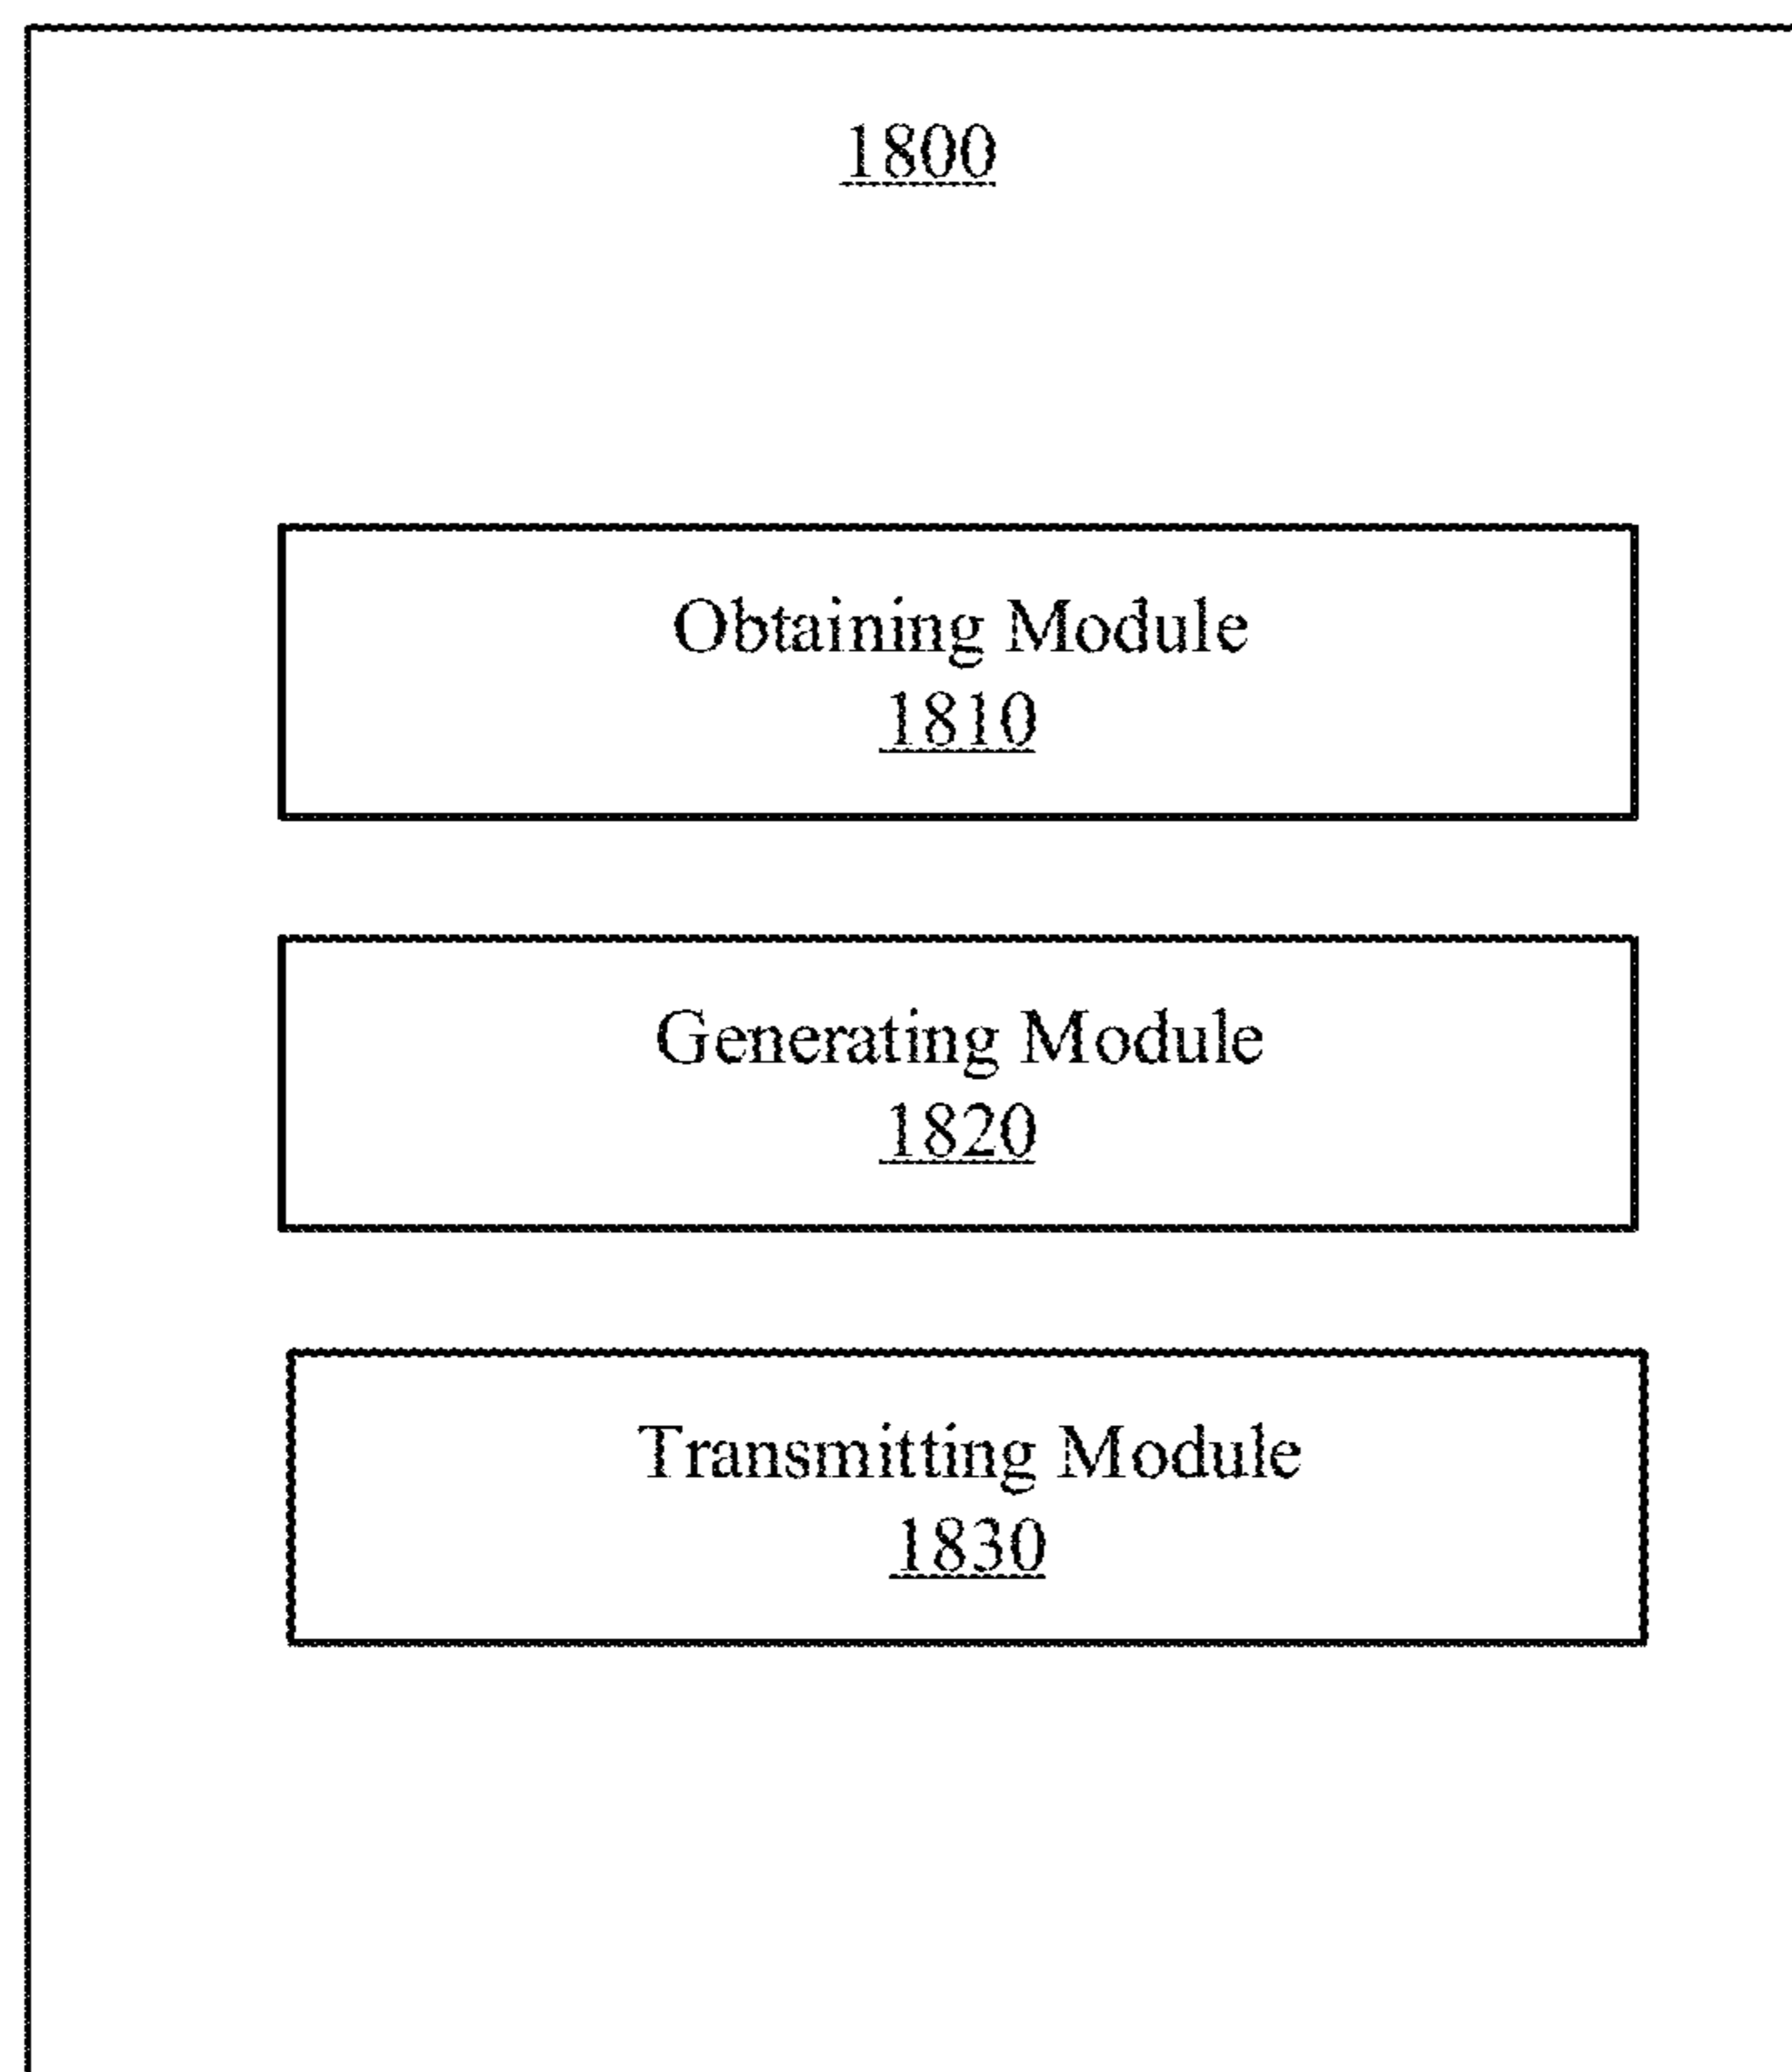 1800
Obtaining Module
1810
Generating Module
1820
Transmitting Module
1830